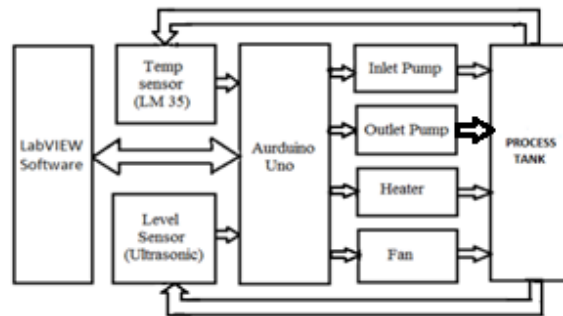 LabVIEW
Software
Temp
sensor
(LM 35)
Level
Sensor
(Ultrasonic)
Aurduino
Uno
Inlet Pump
Outlet Pump
Heater
Fan
PROCESS
TANK